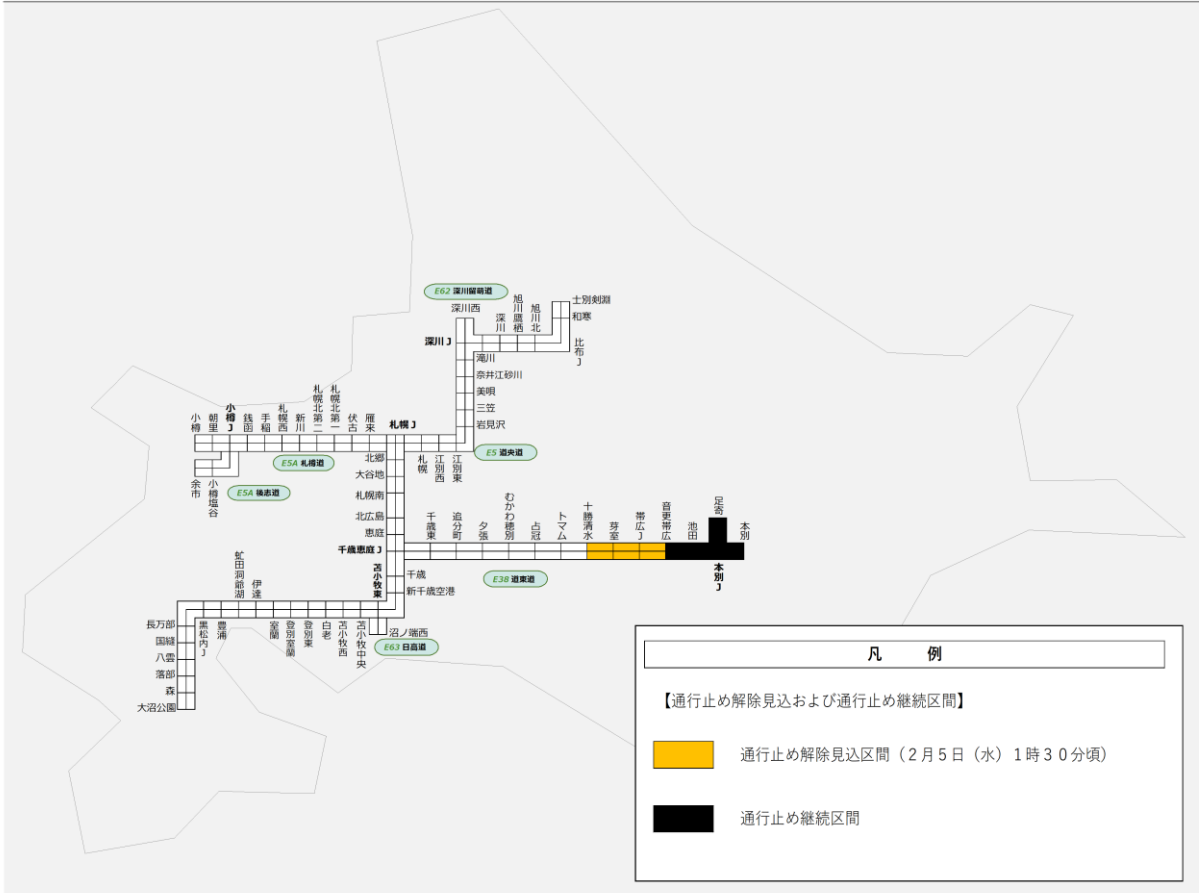 E62 深川留萌道
深川西
深川
旭川鷹栖
旭川北
士別剣淵
和寒
比布J
深川J
滝川
奈井江砂川
美唄
三笠
岩見沢
小樽
朝里
小樽J
銭函
手稲
札幌西
新川
札幌北第二
札幌北第一
伏古
雁来
札幌J
札幌
江別西
江別東
E5 道央道
E5A 札樽道
余市
小樽塩谷
E5A 後志道
北郷
大谷地
札幌南
北広島
恵庭
千歳恵庭J
千歳東
追分町
夕張
むかわ穂別
占冠
トマム
十勝清水
芽室
帯広J
音更帯広
池田
足寄
本別
本別J
E38 道東道
苫小牧東
千歳
新千歳空港
沼ノ端西
E63 日高道
虻田洞爺湖
伊達
黒松内J
豊浦
室蘭
登別室蘭
登別東
白老
苫小牧西
苫小牧中央
長万部
国縫
八雲
落部
森
大沼公園
凡 例
【通行止め解除見込および通行止め継続区間】
通行止め解除見込区間（２月５日（水）１時３０分頃）
通行止め継続区間